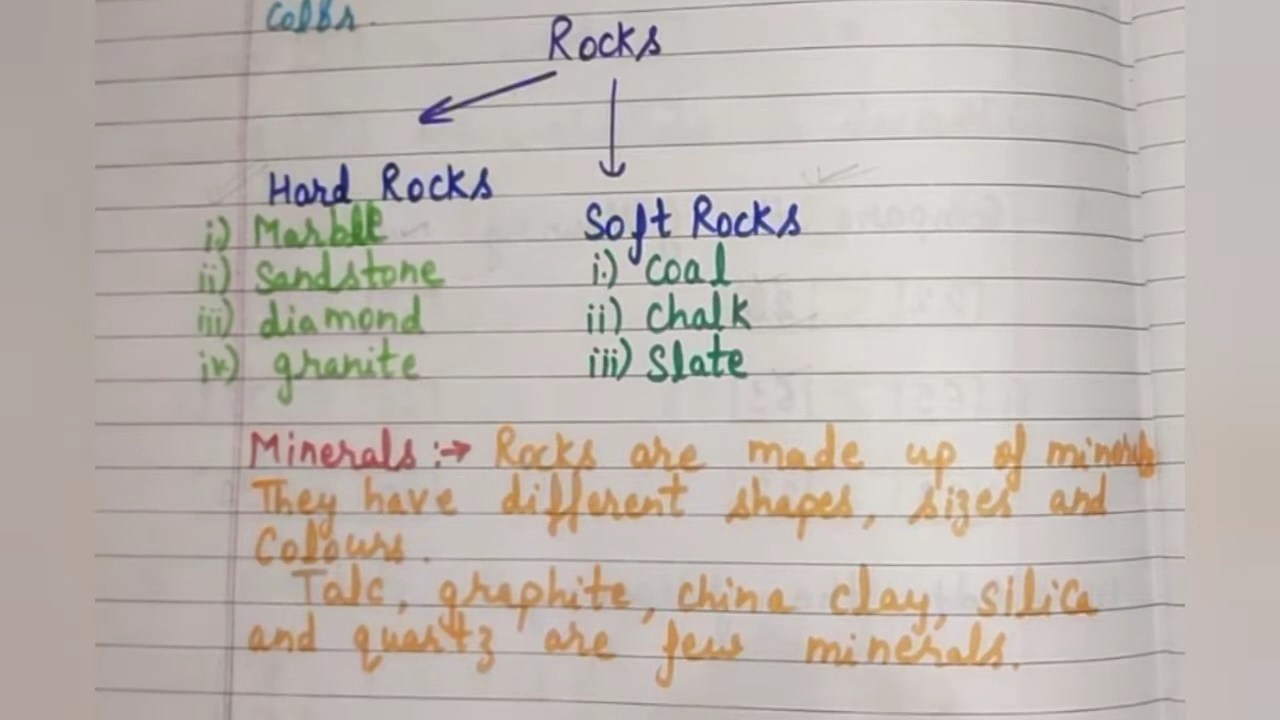 Rocks
Hard Rocks
i) Marble
ii) Sandstone
iii) diamond
iv) granite
Soft Rocks
i.) Coal
ii) Chalk
iii) Slate
Minerals :→ Rocks are made up of minerals
They have different shapes, sizes and
Colours.
Talc, graphite, china clay, silica
and quartz are few minerals.